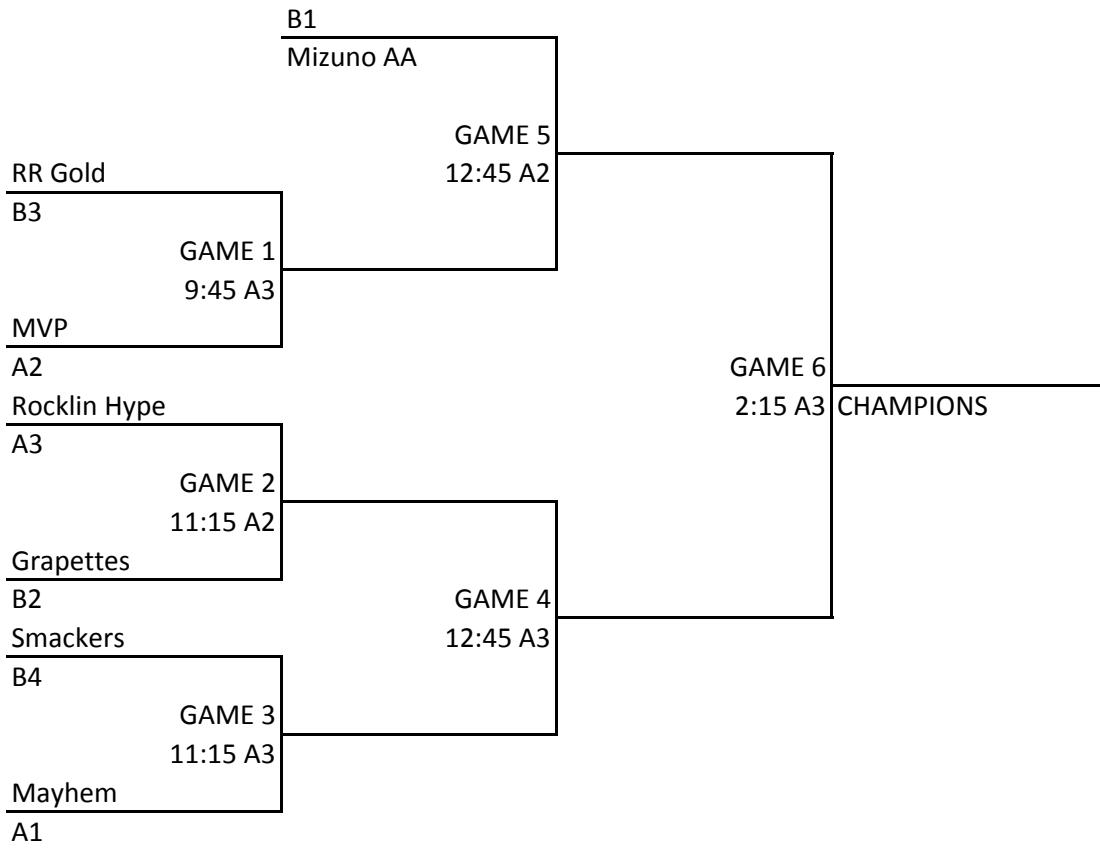 B1
Mizuno AA
GAME 5
12:45 A2
RR Gold
B3
GAME 1
9:45 A3
MVP
A2
GAME 6
2:15 A3 CHAMPIONS
Rocklin Hype
A3
GAME 2
11:15 A2
Grapettes
B2
GAME 4
12:45 A3
Smackers
B4
GAME 3
11:15 A3
Mayhem
A1